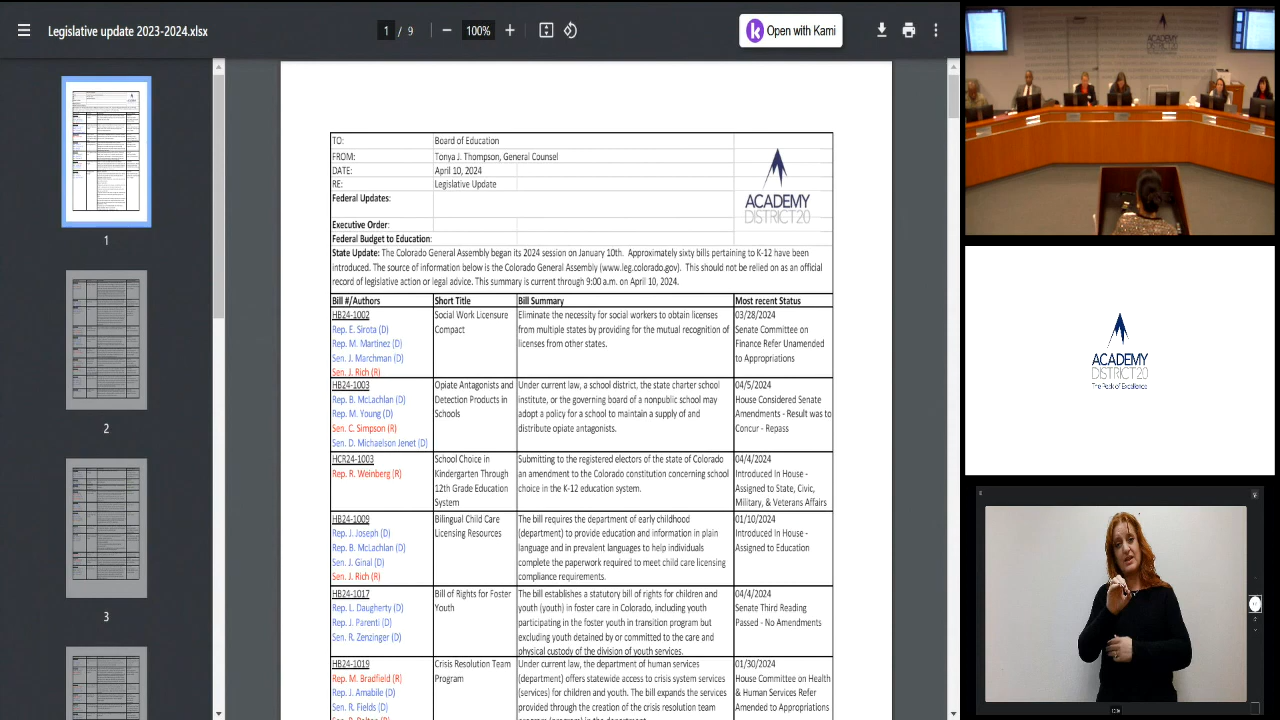 Legislative update 2023-2024.xlsx
1 / 9
100%
Open with Kami
1
2
3
TO: Board of Education
FROM: Tonya J. Thompson, General Counsel
DATE: April 10, 2024
RE: Legislative Update
Federal Updates:
Executive Order:
Federal Budget to Education:
ACADEMY
DISTRICT20
State Update: The Colorado General Assembly began its 2024 session on January 10th. Approximately sixty bills pertaining to K-12 have been
introduced. The source of information below is the Colorado General Assembly (www.leg.colorado.gov). This should not be relied on as an official
record of legislative action or legal advice. This summary is current through 9:00 a.m. on April 10, 2024.
Bill #/Authors Short Title Bill Summary Most recent Status
HB24-1002
Rep. E. Sirota (D)
Rep. M. Martinez (D)
Sen. J. Marchman (D)
Sen. J. Rich (R)
Social Work Licensure
Compact
Eliminate the necessity for social workers to obtain licenses
from multiple states by providing for the mutual recognition of
licenses from other states.
03/28/2024
Senate Committee on
Finance Refer Unamended
to Appropriations
HB24-1003
Rep. B. McLachlan (D)
Rep. M. Young (D)
Sen. C. Simpson (R)
Sen. D. Michaelson Jenet (D)
Opiate Antagonists and
Detection Products in
Schools
Under current law, a school district, the state charter school
institute, or the governing board of a nonpublic school may
adopt a policy for a school to maintain a supply of and
distribute opiate antagonists.
04/5/2024
House Considered Senate
Amendments - Result was to
Concur - Repass
HCR24-1003
Rep. R. Weinberg (R)
School Choice in
Kindergarten Through
12th Grade Education
System
Submitting to the registered electors of the state of Colorado
an amendment to the Colorado constitution concerning school
choice in the K-12 education system.
04/4/2024
Introduced In House -
Assigned to State, Civic,
Military, & Veterans Affairs
HB24-1009
Rep. J. Joseph (D)
Rep. B. McLachlan (D)
Sen. J. Ginal (D)
Sen. J. Rich (R)
Bilingual Child Care
Licensing Resources
The bill requires the department of early childhood
(department) to provide education and information in plain
language and in prevalent languages to help individuals
complete the paperwork required to meet child care licensing
compliance requirements.
01/10/2024
Introduced In House -
Assigned to Education
HB24-1017
Rep. L. Daugherty (D)
Rep. J. Parenti (D)
Sen. R. Zenzinger (D)
Bill of Rights for Foster
Youth
The bill establishes a statutory bill of rights for children and
youth (youth) in foster care in Colorado, including youth
participating in the foster youth in transition program but
excluding youth detained by or committed to the care and
physical custody of the division of youth services.
04/4/2024
Senate Third Reading
Passed - No Amendments
HB24-1019
Rep. M. Bradfield (R)
Rep. J. Amabile (D)
Sen. R. Fields (D)
Crisis Resolution Team
Program
Under current law, the department of human services
(department) offers statewide access to crisis system services
(services) for children and youth. The bill expands the services
provided through the creation of the crisis resolution team
01/30/2024
House Committee on Health
& Human Services Refer
Amended to Appropriations
ACADEMY
DISTRICT20
ACADEMY
DISTRICT20
The Peak of Excellence